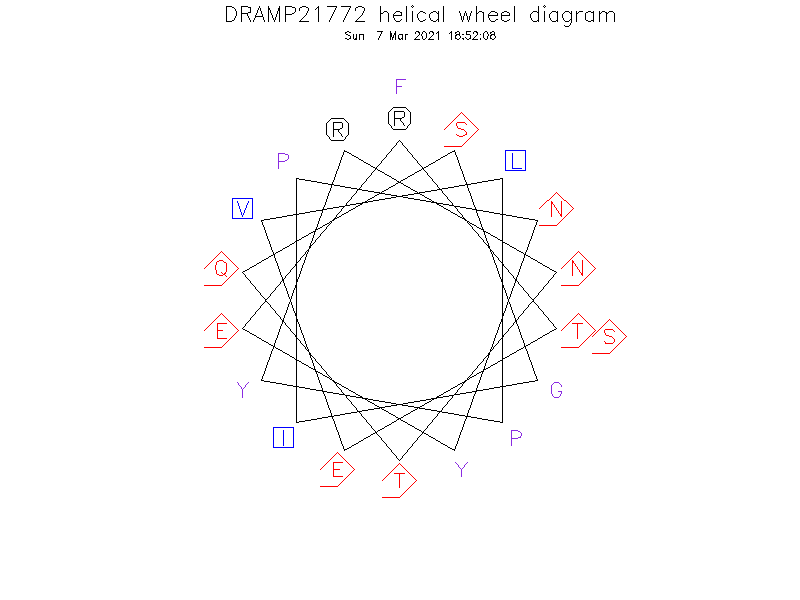 DRAMP21772 helical wheel diagram
Sun 7 Mar 2021 18:52:08
F
R R S
P L
V N
Q N
E T S
Y G
I P
E T Y